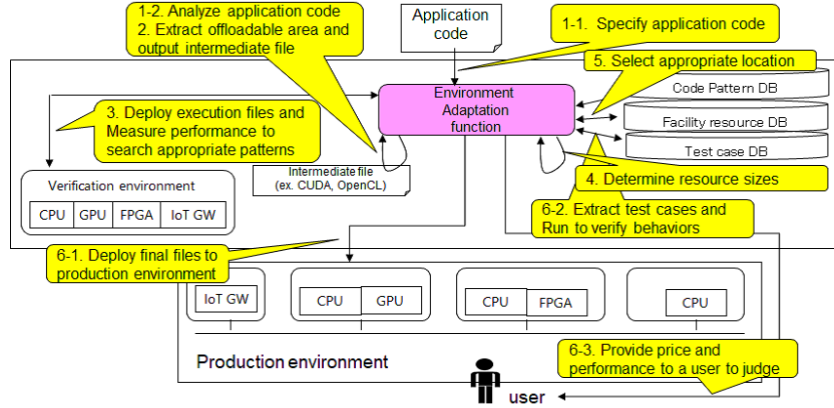 1-2. Analyze application code
2. Extract offloadable area and
output intermediate file
Application
code
1-1. Specify application code
5. Select appropriate location
Code Pattern DB
Environment
Adaptation
function
3. Deploy execution files and
Measure performance to
search appropriate patterns
Facility resource DB
Test case DB
Intermediate file
(ex. CUDA, OpenCL)
4. Determine resource sizes
Verification environment
CPU GPU FPGA IoT GW
6-2. Extract test cases and
Run to verify behaviors
6-1. Deploy final files to
production environment
IoT GW
CPU GPU
CPU FPGA
CPU
Production environment
6-3. Provide price and
performance to a user to judge
user